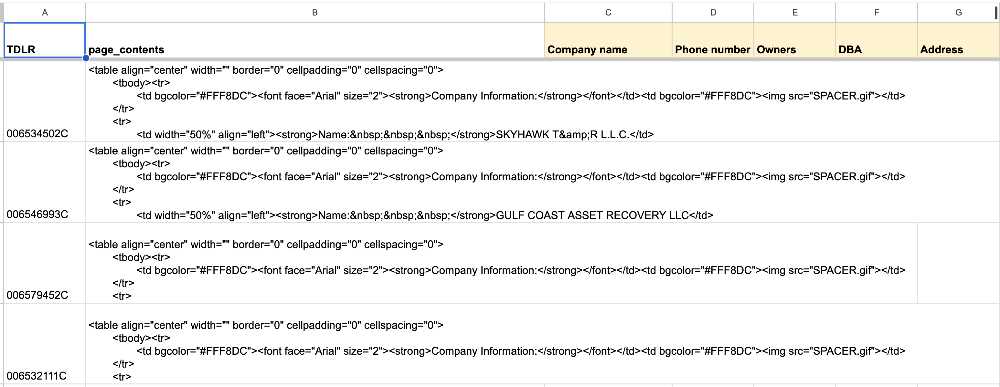 A B C D E F G
TDLR page_contents Company name Phone number Owners DBA Address
<table align="center" width="" border="0" cellpadding="0" cellspacing="0">
<tbody><tr>
<td bgcolor="#FFF8DC"><font face="Arial" size="2"><strong>Company Information:</strong></font></td><td bgcolor="#FFF8DC"><img src="SPACER.gif"></td>
</tr>
<tr>
006534502C <td width="50%" align="left"><strong>Name:&nbsp;&nbsp;&nbsp;</strong>SKYHAWK T&amp;R L.L.C.</td>
<table align="center" width="" border="0" cellpadding="0" cellspacing="0">
<tbody><tr>
<td bgcolor="#FFF8DC"><font face="Arial" size="2"><strong>Company Information:</strong></font></td><td bgcolor="#FFF8DC"><img src="SPACER.gif"></td>
</tr>
<tr>
006546993C <td width="50%" align="left"><strong>Name:&nbsp;&nbsp;&nbsp;</strong>GULF COAST ASSET RECOVERY LLC</td>
<table align="center" width="" border="0" cellpadding="0" cellspacing="0">
<tbody><tr>
<td bgcolor="#FFF8DC"><font face="Arial" size="2"><strong>Company Information:</strong></font></td><td bgcolor="#FFF8DC"><img src="SPACER.gif"></td>
</tr>
006579452C <tr>
<table align="center" width="" border="0" cellpadding="0" cellspacing="0">
<tbody><tr>
<td bgcolor="#FFF8DC"><font face="Arial" size="2"><strong>Company Information:</strong></font></td><td bgcolor="#FFF8DC"><img src="SPACER.gif"></td>
</tr>
006532111C <tr>